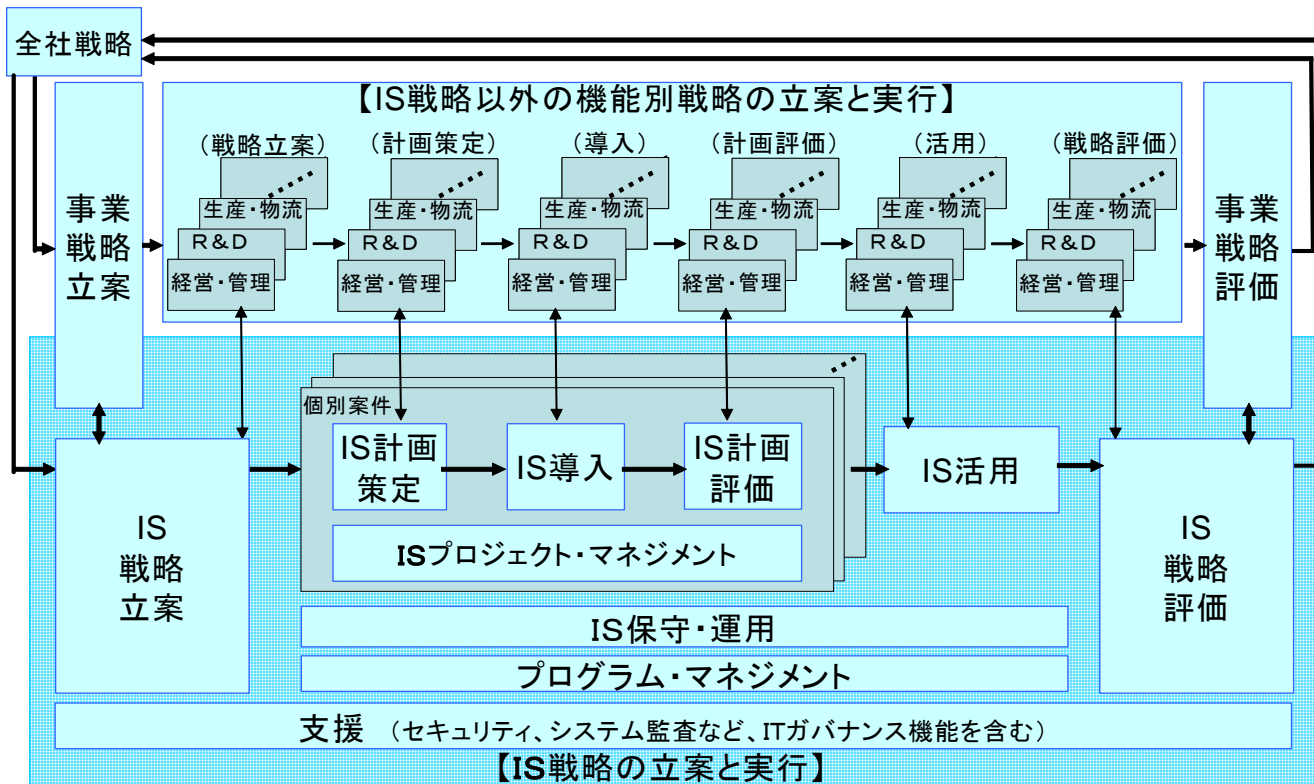 全社戦略
【IS戦略以外の機能別戦略の立案と実行】
(戦略立案)
(計画策定)
(導入)
(計画評価)
(活用)
(戦略評価)
生産・物流
R&D
経営・管理
生産・物流
R&D
経営・管理
生産・物流
R&D
経営・管理
生産・物流
R&D
経営・管理
生産・物流
R&D
経営・管理
生産・物流
R&D
経営・管理
事業
戦略
立案
事業
戦略
評価
個別案件
IS計画
策定
IS導入
IS計画
評価
ISプロジェクト・マネジメント
IS活用
IS
戦略
立案
IS
戦略
評価
IS保守・運用
プログラム・マネジメント
支援 (セキュリティ、システム監査など、ITガバナンス機能を含む)
【IS戦略の立案と実行】